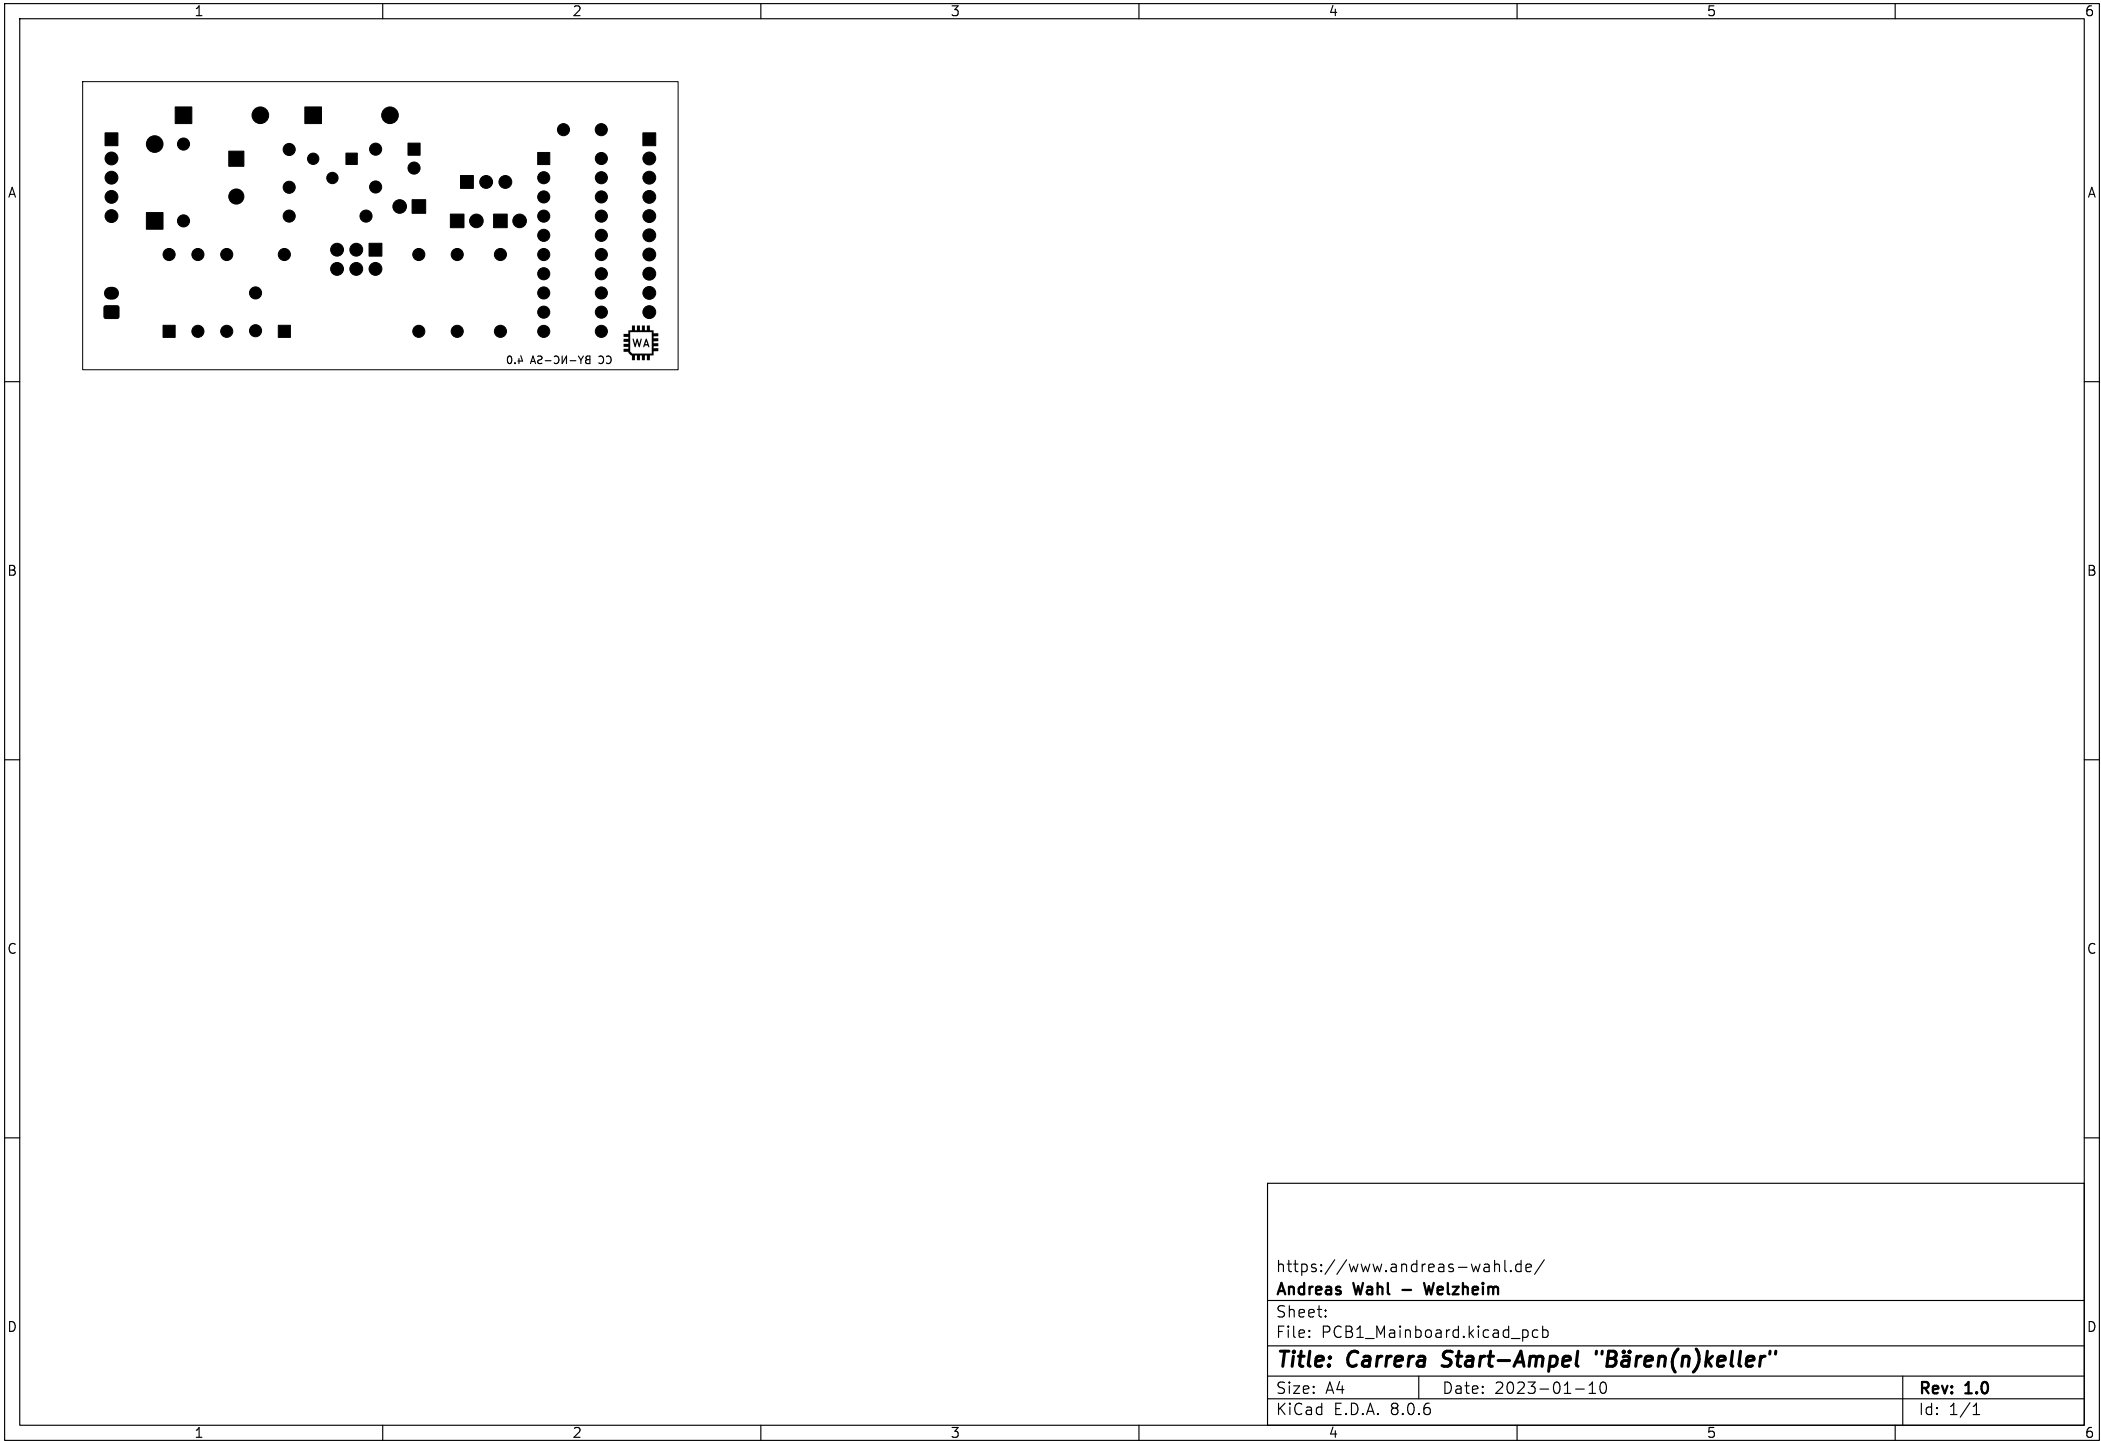 1 2 3 4 5 6
A A
WA
CC BY-NC-SA 4.0
B B
C C
https://www.andreas-wahl.de/
Andreas Wahl - Welzheim
Sheet:
D D
File: PCB1_Mainboard.kicad_pcb
Title: Carrera Start-Ampel "Bären(n)keller"
Size: A4 Date: 2023-01-10 Rev: 1.0
KiCad E.D.A. 8.0.6 Id: 1/1
1 2 3 4 5 6